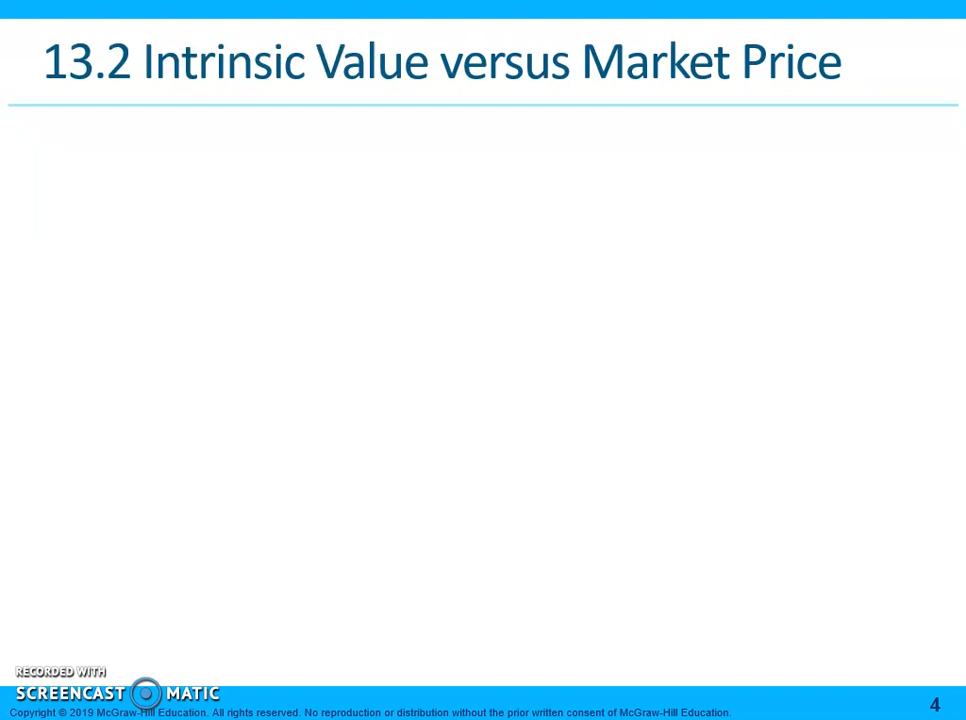 13.2 Intrinsic Value versus Market Price
RECORDED WITH
SCREENCAST MATIC
Copyright © 2019 McGraw-Hill Education. All rights reserved. No reproduction or distribution without the prior written consent of McGraw-Hill Education.
4